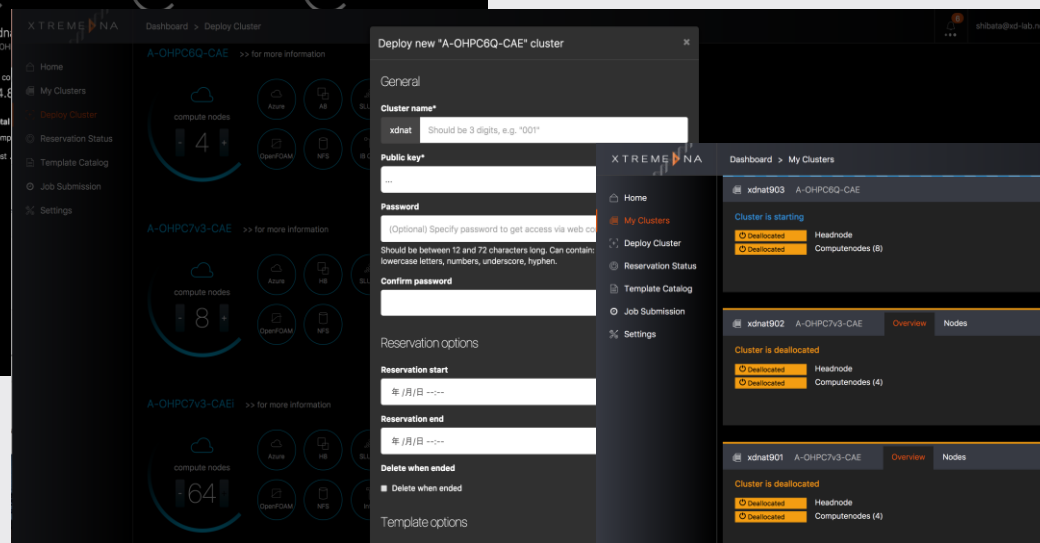 XTREME DNA
Dashboard > Deploy Cluster
6
Home
My Clusters
Deploy Cluster
Reservation Status
Template Catalog
Job Submission
Settings
A-OHPC6Q-CAE >> for more information
compute nodes
- 4 +
Azure
AB
OpenFOAM
NFS
A-OHPC7v3-CAE >> for more information
compute nodes
- 8 +
Azure
HB
OpenFOAM
NFS
A-OHPC7v3-CAEi >> for more information
compute nodes
- 64
Azure
HB
OpenFOAM
NFS
Deploy new "A-OHPC6Q-CAE" cluster ×
General
Cluster name*
xdnat Should be 3 digits, e.g. "001"
Public key*
...
Password
(Optional) Specify password to get access via web co
Should be between 12 and 72 characters long. Can contain:
lowercase letters, numbers, underscore, hyphen.
Confirm password
Reservation options
Reservation start
年 /月/日 --:--
Reservation end
年 /月/日 --:--
Delete when ended
Delete when ended
Template options
XTREME DNA
Dashboard > My Clusters
Home
My Clusters
Deploy Cluster
Reservation Status
Template Catalog
Job Submission
Settings
xdnat903 A-OHPC6Q-CAE
Cluster is starting
Deallocated Headnode
Deallocated Computenodes (8)
xdnat902 A-OHPC7v3-CAE Overview Nodes
Cluster is deallocated
Deallocated Headnode
Deallocated Computenodes (4)
xdnat901 A-OHPC7v3-CAE Overview Nodes
Cluster is deallocated
Deallocated Headnode
Deallocated Computenodes (4)